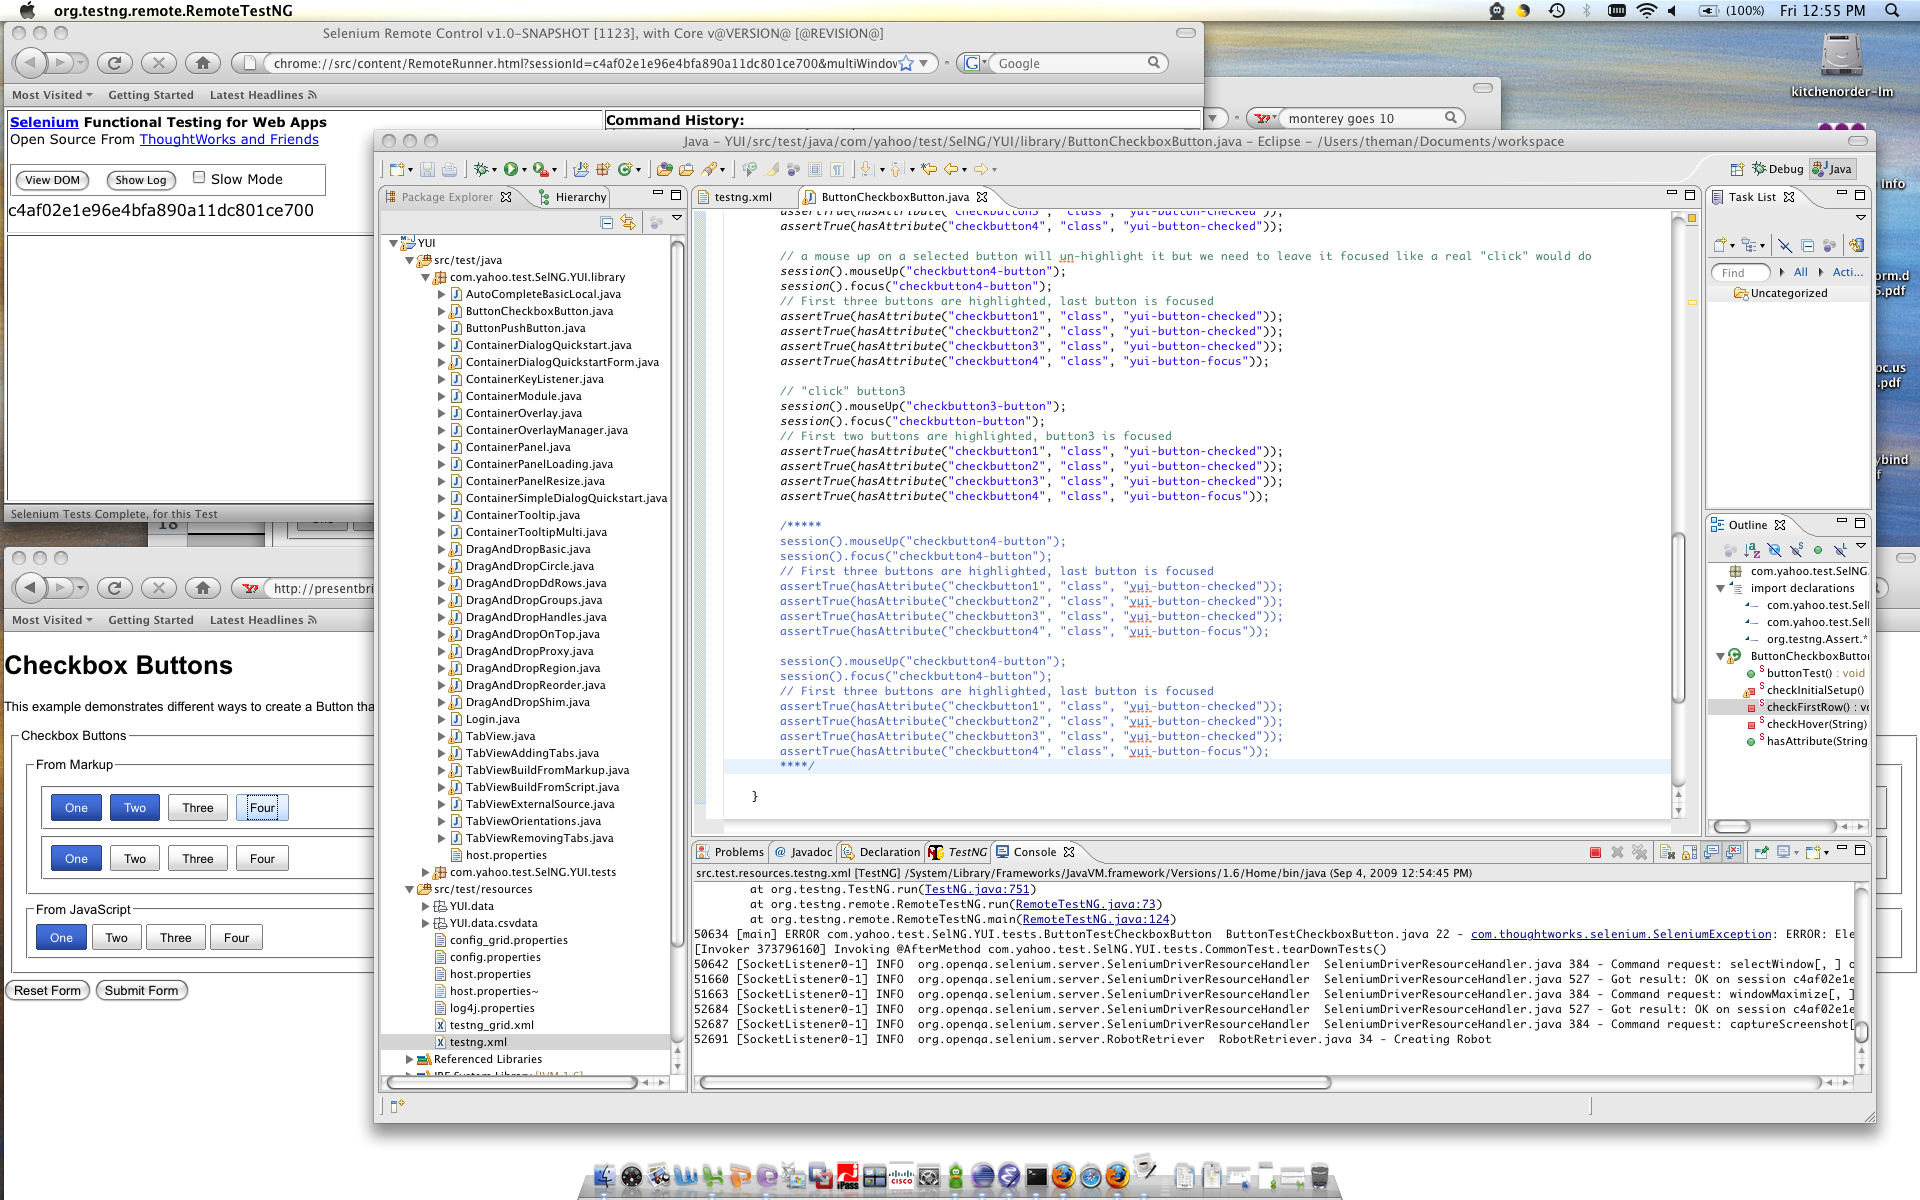 org.testng.remote.RemoteTestNG
(100%) Fri 12:55 PM
Selenium Remote Control v1.0-SNAPSHOT [1123], with Core v@VERSION@ [@REVISION@]
chrome://src/content/RemoteRunner.html?sessionId=c4af02e1e96e4bfa890a11dc801ce700&multiWindow
Google
Most Visited Getting Started Latest Headlines
Selenium Functional Testing for Web Apps
Open Source From ThoughtWorks and Friends
View DOM Show Log Slow Mode
c4af02e1e96e4bfa890a11dc801ce700
Command History:
Selenium Tests Complete, for this Test
monterey goes 10
kitchenorder-lm
Java – YUI/src/test/java/com/yahoo/test/SelNG/YUI/library/ButtonCheckboxButton.java – Eclipse – /Users/theman/Documents/workspace
Debug Java
Package Explorer Hierarchy
YUI
src/test/java
com.yahoo.test.SelNG.YUI.library
AutoCompleteBasicLocal.java
ButtonCheckboxButton.java
ButtonPushButton.java
ContainerDialogQuickstart.java
ContainerDialogQuickstartForm.java
ContainerKeyListener.java
ContainerModule.java
ContainerOverlay.java
ContainerOverlayManager.java
ContainerPanel.java
ContainerPanelLoading.java
ContainerPanelResize.java
ContainerSimpleDialogQuickstart.java
ContainerTooltip.java
ContainerTooltipMulti.java
DragAndDropBasic.java
DragAndDropCircle.java
DragAndDropDdRows.java
DragAndDropGroups.java
DragAndDropHandles.java
DragAndDropOnTop.java
DragAndDropProxy.java
DragAndDropRegion.java
DragAndDropReorder.java
DragAndDropShim.java
Login.java
TabView.java
TabViewAddingTabs.java
TabViewBuildFromMarkup.java
TabViewBuildFromScript.java
TabViewExternalSource.java
TabViewOrientations.java
TabViewRemovingTabs.java
host.properties
com.yahoo.test.SelNG.YUI.tests
src/test/resources
YUI.data
YUI.data.csvdata
config_grid.properties
config.properties
host.properties
host.properties~
log4j.properties
testng_grid.xml
testng.xml
Referenced Libraries
JRE System Library [JVM 1.6]
testng.xml ButtonCheckboxButton.java
assertTrue(hasAttribute("checkbutton3", "class", "yui-button-checked"));
assertTrue(hasAttribute("checkbutton4", "class", "yui-button-checked"));
// a mouse up on a selected button will un-highlight it but we need to leave it focused like a real "click" would do
session().mouseUp("checkbutton4-button");
session().focus("checkbutton4-button");
// First three buttons are highlighted, last button is focused
assertTrue(hasAttribute("checkbutton1", "class", "yui-button-checked"));
assertTrue(hasAttribute("checkbutton2", "class", "yui-button-checked"));
assertTrue(hasAttribute("checkbutton3", "class", "yui-button-checked"));
assertTrue(hasAttribute("checkbutton4", "class", "yui-button-focus"));
// "click" button3
session().mouseUp("checkbutton3-button");
session().focus("checkbutton-button");
// First two buttons are highlighted, button3 is focused
assertTrue(hasAttribute("checkbutton1", "class", "yui-button-checked"));
assertTrue(hasAttribute("checkbutton2", "class", "yui-button-checked"));
assertTrue(hasAttribute("checkbutton3", "class", "yui-button-checked"));
assertTrue(hasAttribute("checkbutton4", "class", "yui-button-focus"));
/*****
session().mouseUp("checkbutton4-button");
session().focus("checkbutton4-button");
// First three buttons are highlighted, last button is focused
assertTrue(hasAttribute("checkbutton1", "class", "yui-button-checked"));
assertTrue(hasAttribute("checkbutton2", "class", "yui-button-checked"));
assertTrue(hasAttribute("checkbutton3", "class", "yui-button-checked"));
assertTrue(hasAttribute("checkbutton4", "class", "yui-button-focus"));
session().mouseUp("checkbutton4-button");
session().focus("checkbutton4-button");
// First three buttons are highlighted, last button is focused
assertTrue(hasAttribute("checkbutton1", "class", "yui-button-checked"));
assertTrue(hasAttribute("checkbutton2", "class", "yui-button-checked"));
assertTrue(hasAttribute("checkbutton3", "class", "yui-button-checked"));
assertTrue(hasAttribute("checkbutton4", "class", "yui-button-focus"));
****/
}
Task List
Find All Acti...
Uncategorized
Outline
com.yahoo.test.SelNG.
import declarations
com.yahoo.test.Sel
com.yahoo.test.Sel
org.testng.Assert.*
ButtonCheckboxButton
buttonTest() : void
checkInitialSetup()
checkFirstRow() : vo
checkHover(String)
hasAttribute(String
Problems Javadoc Declaration TestNG Console
src.test.resources.testng.xml [TestNG] /System/Library/Frameworks/JavaVM.framework/Versions/1.6/Home/bin/java (Sep 4, 2009 12:54:45 PM)
at org.testng.TestNG.run(TestNG.java:751)
at org.testng.remote.RemoteTestNG.run(RemoteTestNG.java:73)
at org.testng.remote.RemoteTestNG.main(RemoteTestNG.java:124)
50634 [main] ERROR com.yahoo.test.SelNG.YUI.tests.ButtonTestCheckboxButton ButtonTestCheckboxButton.java 22 - com.thoughtworks.selenium.SeleniumException: ERROR: Ele
[Invoker 373796160] Invoking @AfterMethod com.yahoo.test.SelNG.YUI.tests.CommonTest.tearDownTests()
50642 [SocketListener0-1] INFO org.openqa.selenium.server.SeleniumDriverResourceHandler SeleniumDriverResourceHandler.java 384 - Command request: selectWindow[, ] o
51660 [SocketListener0-1] INFO org.openqa.selenium.server.SeleniumDriverResourceHandler SeleniumDriverResourceHandler.java 527 - Got result: OK on session c4af02e1e
51663 [SocketListener0-1] INFO org.openqa.selenium.server.SeleniumDriverResourceHandler SeleniumDriverResourceHandler.java 384 - Command request: windowMaximize[, ]
52684 [SocketListener0-1] INFO org.openqa.selenium.server.SeleniumDriverResourceHandler SeleniumDriverResourceHandler.java 527 - Got result: OK on session c4af02e1e
52687 [SocketListener0-1] INFO org.openqa.selenium.server.SeleniumDriverResourceHandler SeleniumDriverResourceHandler.java 384 - Command request: captureScreenshot[
52691 [SocketListener0-1] INFO org.openqa.selenium.server.RobotRetriever RobotRetriever.java 34 - Creating Robot
http://presentbri
Most Visited Getting Started Latest Headlines
Checkbox Buttons
This example demonstrates different ways to create a Button tha
Checkbox Buttons
From Markup
One Two Three Four
One Two Three Four
From JavaScript
One Two Three Four
Reset Form Submit Form
Info
orm.d
5.pdf
oc.us
.pdf
ybind
f
18
iPass
cisco